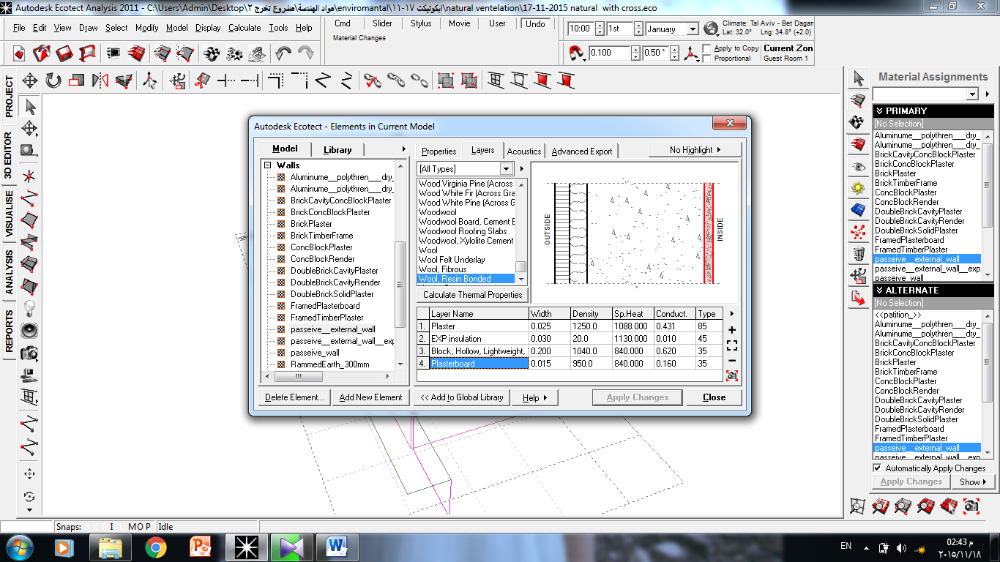 Autodesk Ecotect Analysis 2011 - C:\Users\Admin\Desktop\مواد الهندسة\مشروع تخرج ٢\enviromantal\ايكوتيكت ١٧-١١\natural ventelation\17-11-2015 natural with cross.eco
File Edit View Draw Select Modify Model Display Calculate Tools Help
Cmd Slider Stylus Movie User Undo
Material Changes
10:00 1st January
Climate: Tel Aviv - Bet Dagan
Lat: 32.0° Lng: 34.8° (+2.0)
0.100 0.50 °
Apply to Copy
Proportional
Current Zon
Guest Room 1
PROJECT
3D EDITOR
VISUALISE
ANALYSIS
REPORTS
Autodesk Ecotect - Elements in Current Model
Model Library
Walls
Aluminume__polythren___dry_
Aluminume__polythren___dry_
BrickCavityConcBlockPlaster
BrickConcBlockPlaster
BrickPlaster
BrickTimberFrame
ConcBlockPlaster
ConcBlockRender
DoubleBrickCavityPlaster
DoubleBrickCavityRender
DoubleBrickSolidPlaster
FramedPlasterboard
FramedTimberPlaster
passeive__external_wall
passeive__external_wall__exp
passeive_wall
RammedEarth_300mm
Properties Layers Acoustics Advanced Export
No Highlight
[All Types]
Wood Virginia Pine (Across
Wood White Fir (Across Gra
Wood White Pine (Across G
Woodwool
Woodwool Board, Cement B
Woodwool Roofing Slabs
Woodwool, Xylolite Cement
Wool
Wool Felt Underlay
Wool, Fibrous
Wool, Resin Bonded
Calculate Thermal Properties
OUTSIDE
INSIDE
Layer Name Width Density Sp.Heat Conduct. Type
1. Plaster 0.025 1250.0 1088.000 0.431 85
2. EXP insulation 0.030 20.0 1130.000 0.010 45
3. Block, Hollow, Lightweight, 0.200 1040.0 840.000 0.620 35
4. Plasterboard 0.015 950.0 840.000 0.160 35
Delete Element... Add New Element << Add to Global Library Help Apply Changes Close
Material Assignments
PRIMARY
[No Selection]
Aluminume__polythren___dry_
Aluminume__polythren___dry_
BrickCavityConcBlockPlaster
BrickConcBlockPlaster
BrickPlaster
BrickTimberFrame
ConcBlockPlaster
ConcBlockRender
DoubleBrickCavityPlaster
DoubleBrickCavityRender
DoubleBrickSolidPlaster
FramedPlasterboard
FramedTimberPlaster
passeive__external_wall
passeive__external_wall__exp
passeive_wall
ALTERNATE
[No Selection]
<<patition_>>
Aluminume__polythren___dry_
Aluminume__polythren___dry_
BrickCavityConcBlockPlaster
BrickConcBlockPlaster
BrickPlaster
BrickTimberFrame
ConcBlockPlaster
ConcBlockRender
DoubleBrickCavityPlaster
DoubleBrickCavityRender
DoubleBrickSolidPlaster
FramedPlasterboard
FramedTimberPlaster
passeive__external_wall
passeive__external_wall__exp
Automatically Apply Changes
Apply Changes Show
Snaps: A C G I L M O P Idle
EN
02:43 م
٢٠١٥/١١/١٨